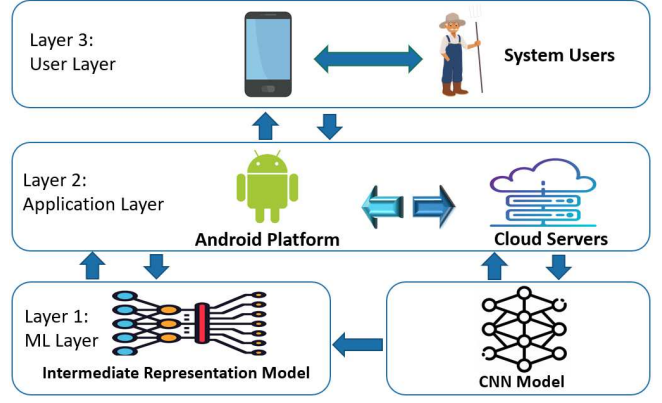 Layer 3:
User Layer
System Users
Layer 2:
Application Layer
Android Platform
Cloud Servers
Layer 1:
ML Layer
Intermediate Representation Model
CNN Model